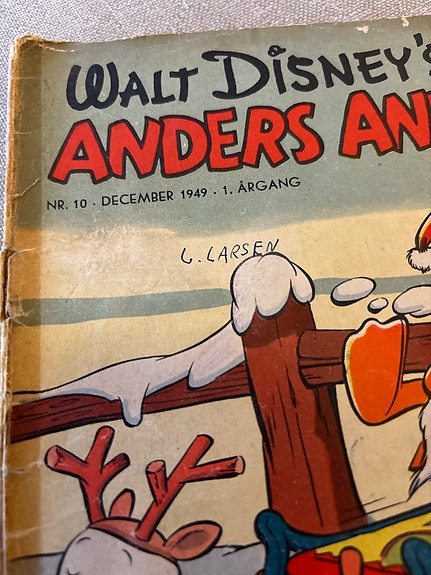 WALT DISNEY's
ANDERS AN
NR. 10 · DECEMBER 1949 · 1. ÅRGANG
L. LARSEN